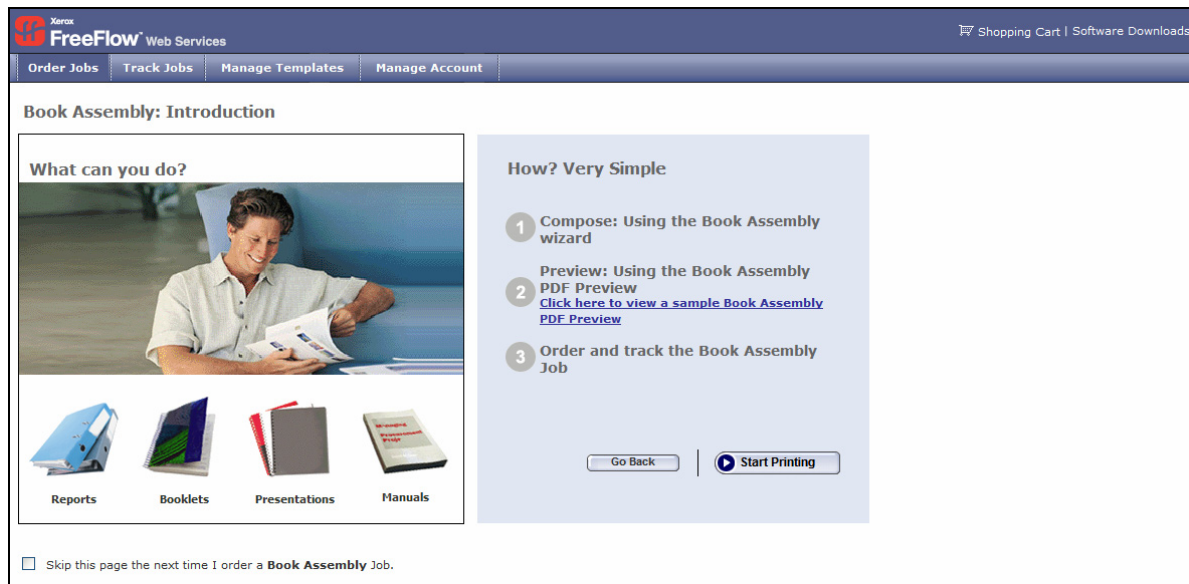 Xerox
FreeFlow™ Web Services
Shopping Cart | Software Downloads
Order Jobs Track Jobs Manage Templates Manage Account
Book Assembly: Introduction
What can you do?
Reports Booklets Presentations Manuals
How? Very Simple
1 Compose: Using the Book Assembly
wizard
2 Preview: Using the Book Assembly
PDF Preview
Click here to view a sample Book Assembly
PDF Preview
3 Order and track the Book Assembly
Job
Go Back | Start Printing
Skip this page the next time I order a Book Assembly Job.